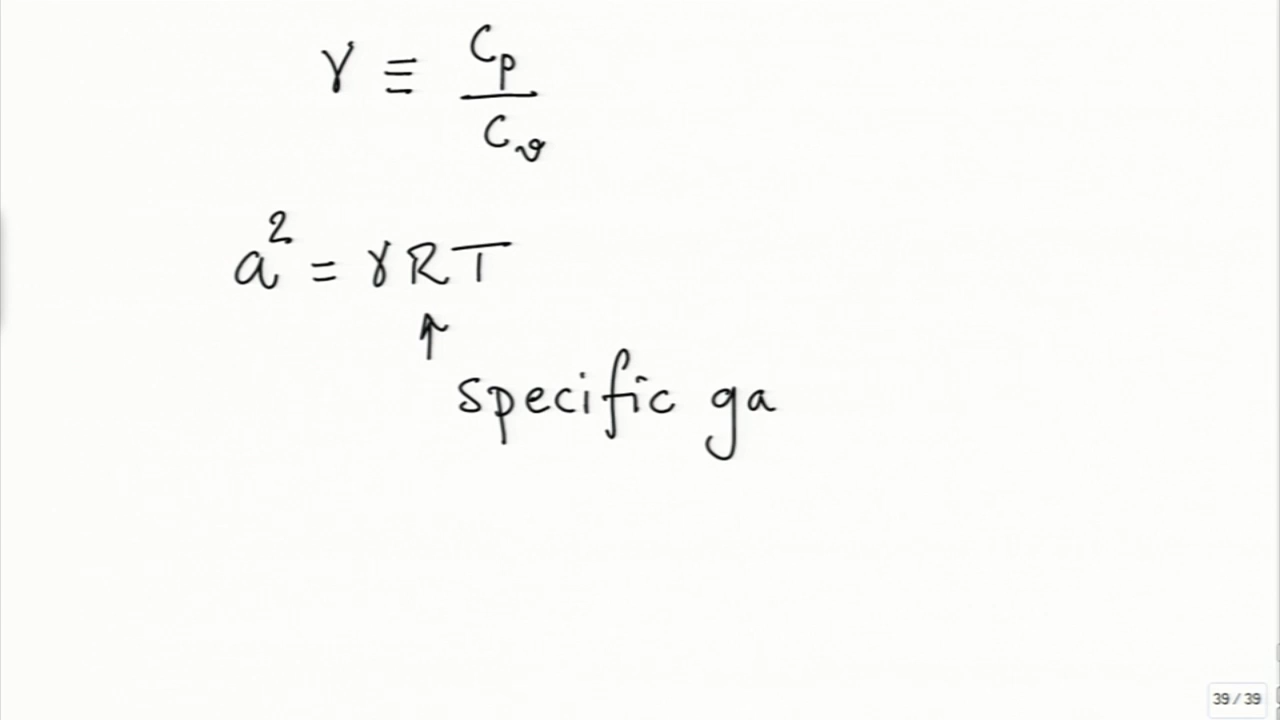 γ ≡ Cp / Cv
a² = γRT
↑
specific ga
39 / 39